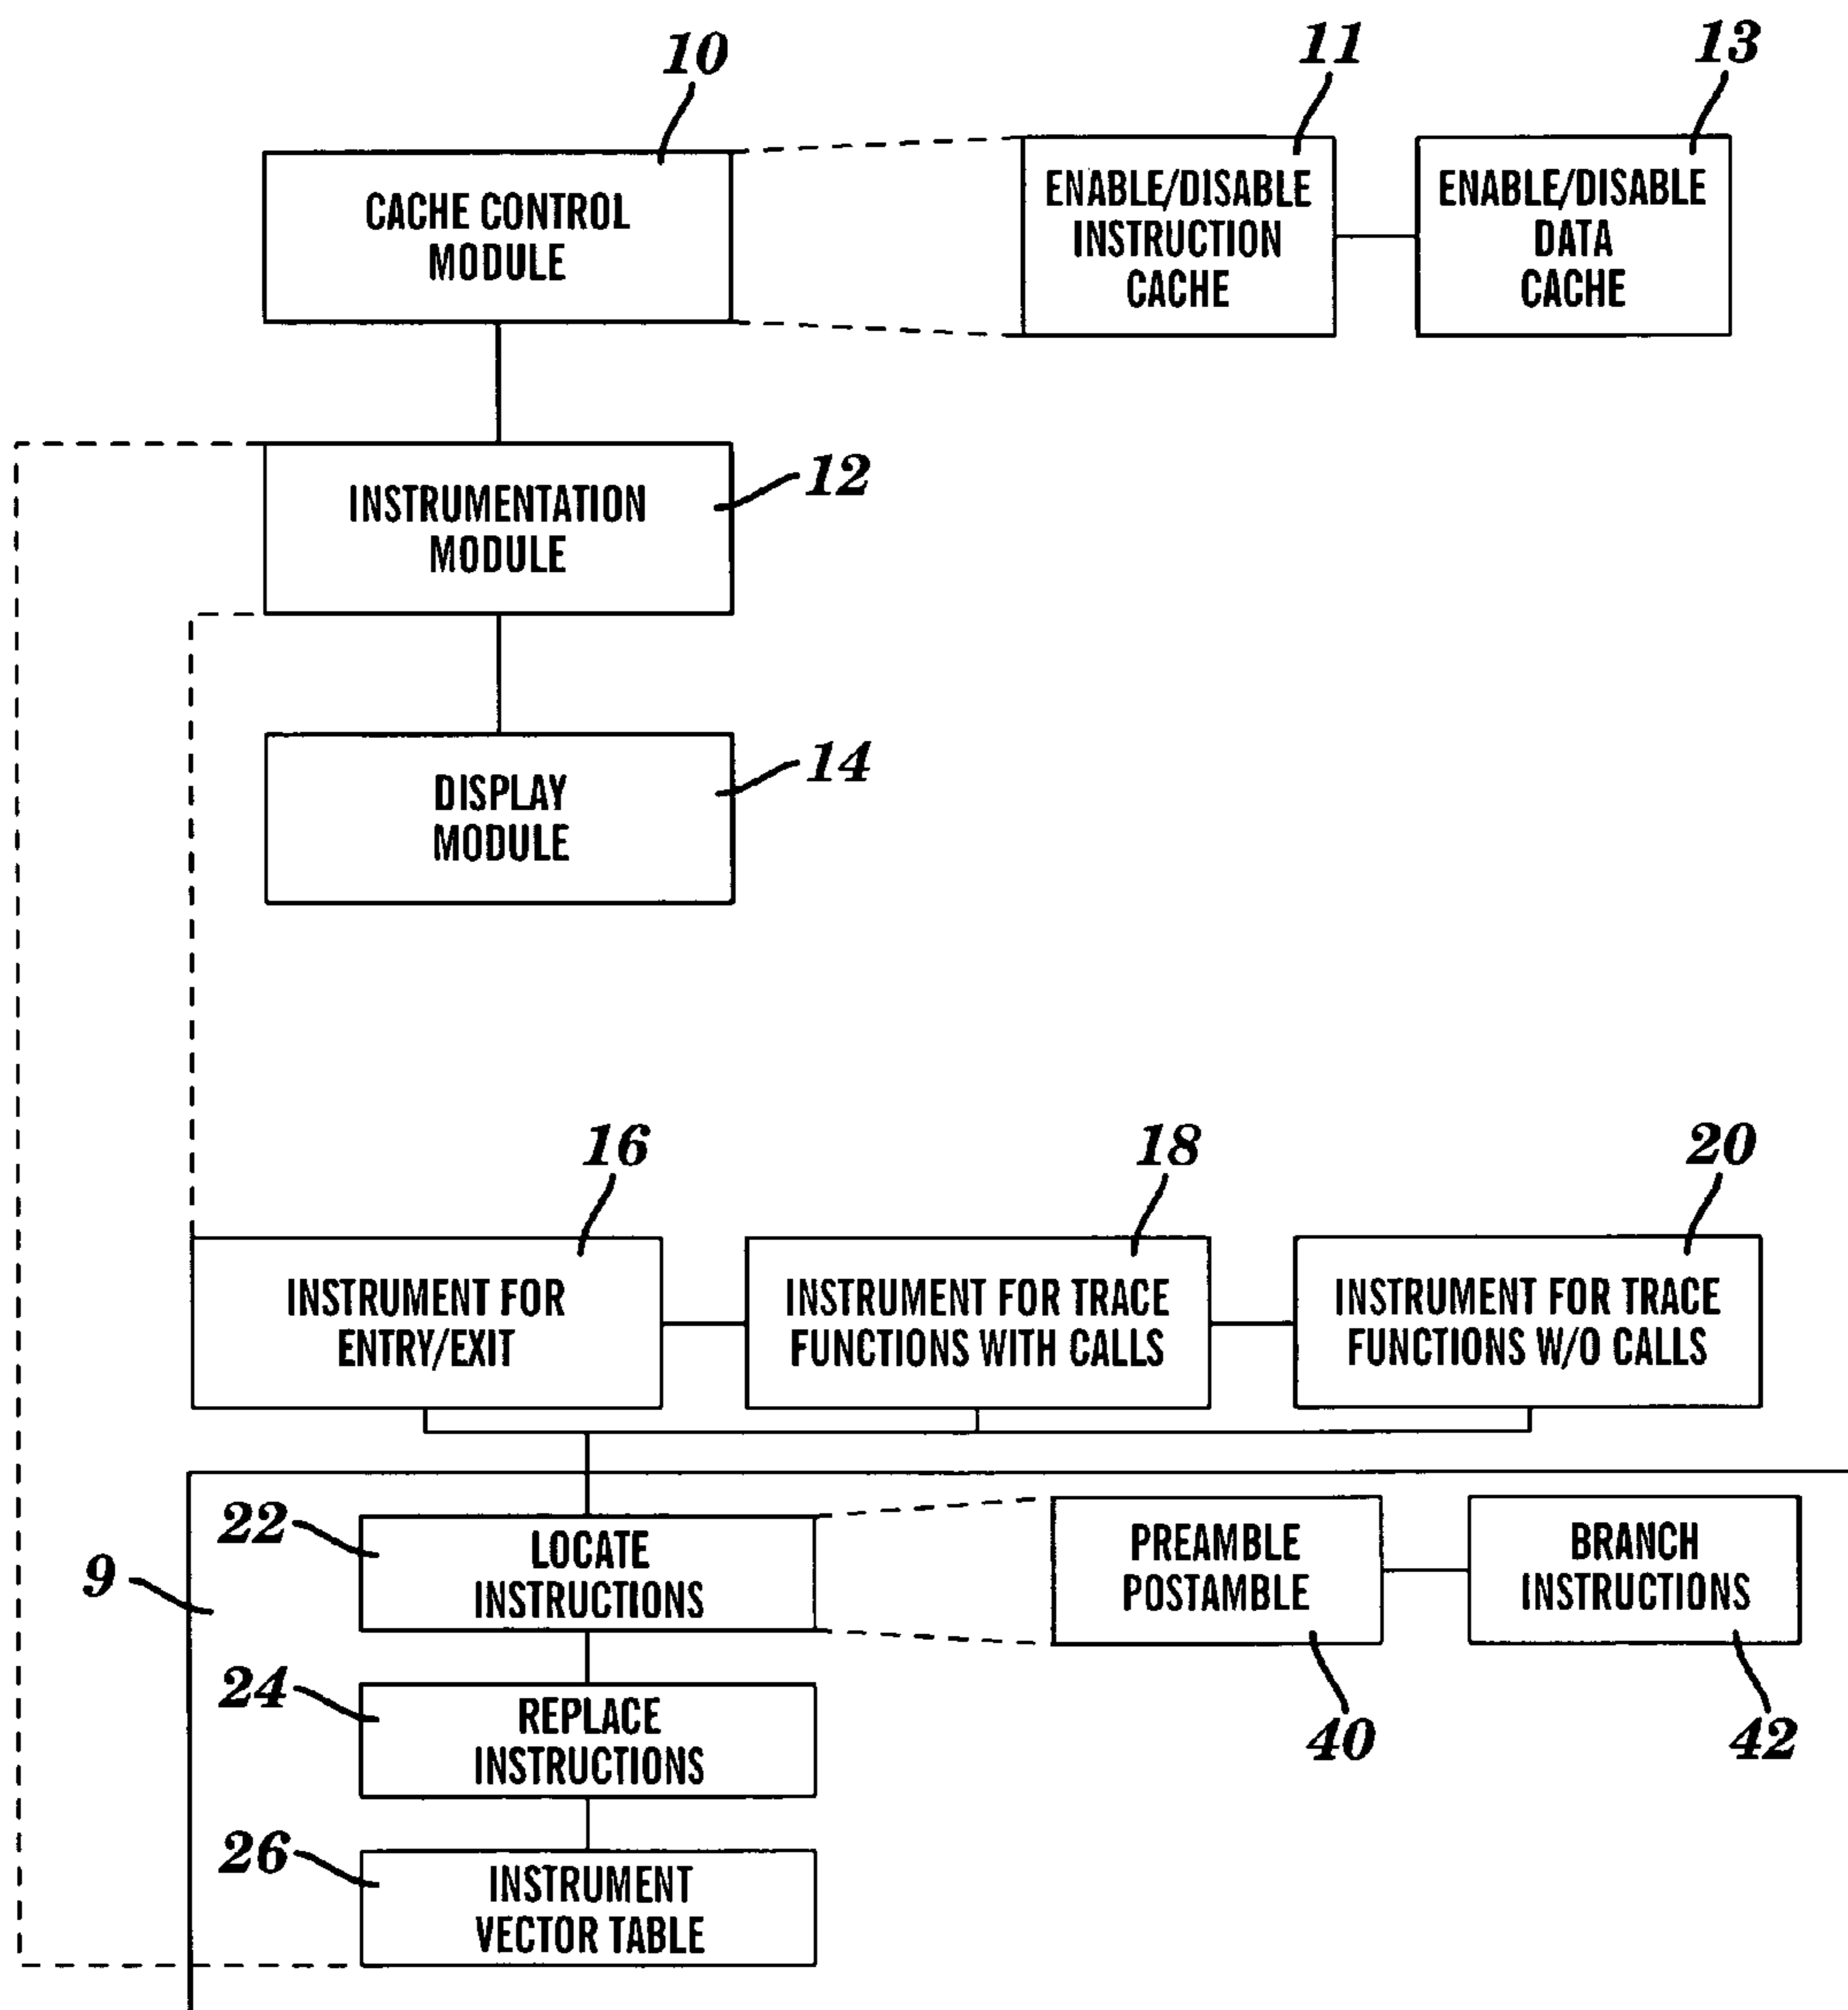 10
11
13
CACHE CONTROL
MODULE
ENABLE/DISABLE
INSTRUCTION
CACHE
ENABLE/DISABLE
DATA
CACHE
INSTRUMENTATION
MODULE
12
DISPLAY
MODULE
14
16
18
20
INSTRUMENT FOR
ENTRY/EXIT
INSTRUMENT FOR TRACE
FUNCTIONS WITH CALLS
INSTRUMENT FOR TRACE
FUNCTIONS W/O CALLS
9
22
LOCATE
INSTRUCTIONS
PREAMBLE
POSTAMBLE
BRANCH
INSTRUCTIONS
24
REPLACE
INSTRUCTIONS
40
42
26
INSTRUMENT
VECTOR TABLE